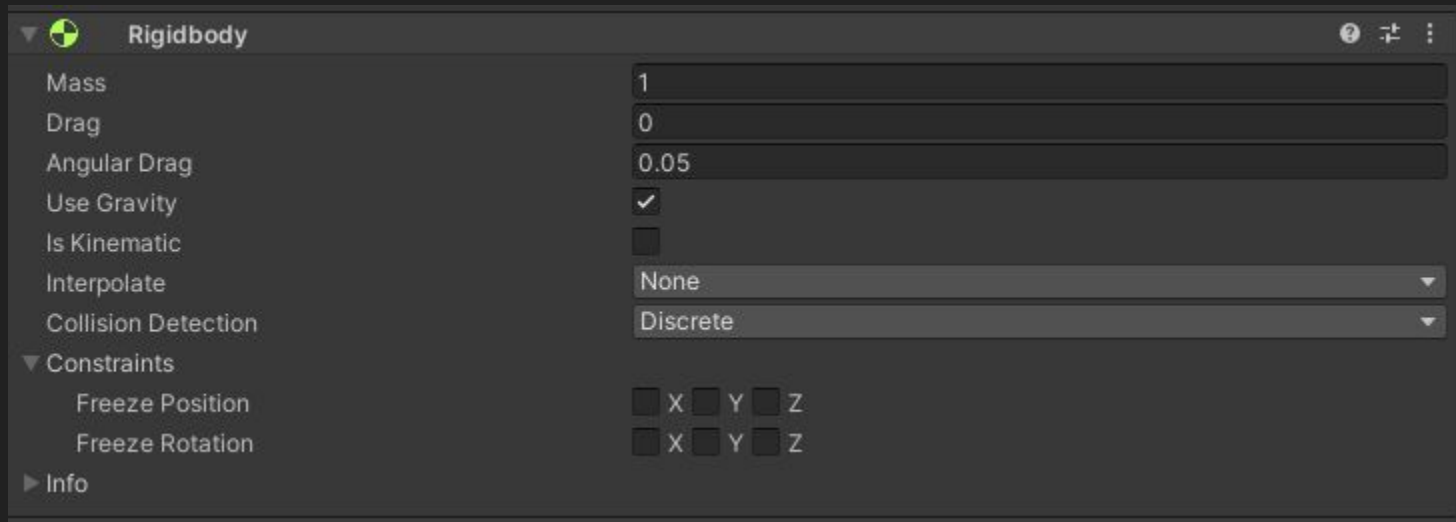 Rigidbody
Mass 1
Drag 0
Angular Drag 0.05
Use Gravity
Is Kinematic
Interpolate None
Collision Detection Discrete
Constraints
Freeze Position X Y Z
Freeze Rotation X Y Z
Info